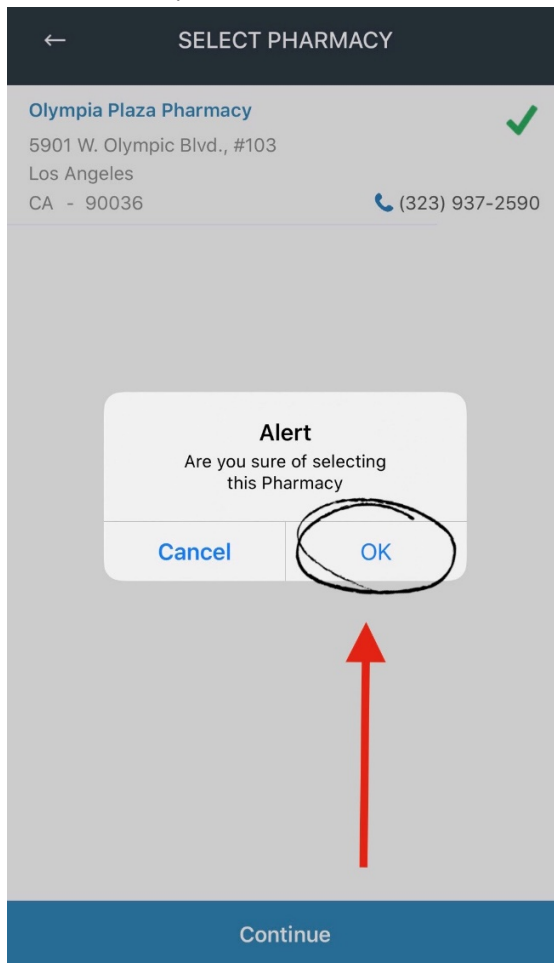 SELECT PHARMACY
Olympia Plaza Pharmacy
5901 W. Olympic Blvd., #103
Los Angeles
CA - 90036
(323) 937-2590
Alert
Are you sure of selecting
this Pharmacy
Cancel
OK
Continue